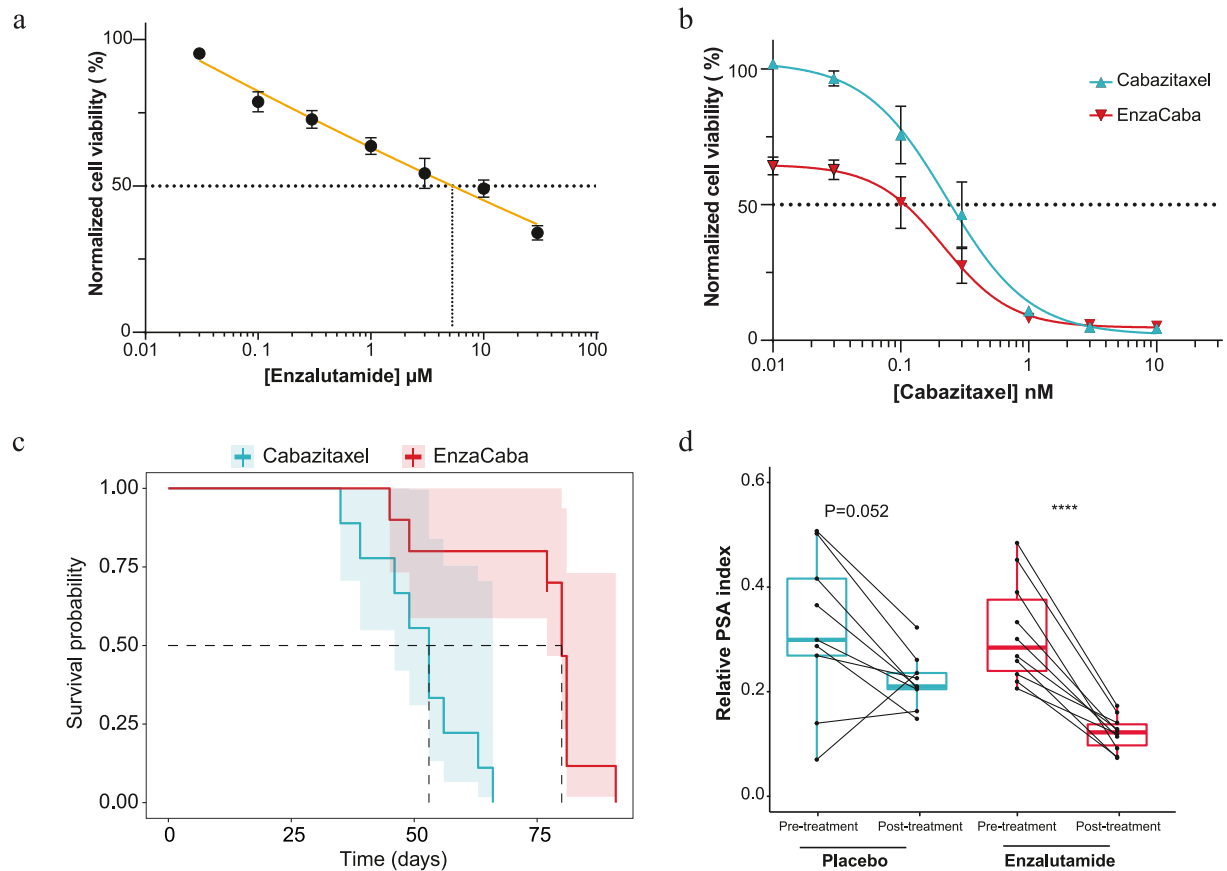 a
Normalized cell viability ( %)
100
50
0
0.01
0.1
1
10
100
[Enzalutamide] µM
b
Normalized cell viability ( %)
100
50
0
0.01
0.1
1
10
[Cabazitaxel] nM
Cabazitaxel
EnzaCaba
c
Cabazitaxel
EnzaCaba
Survival probability
1.00
0.75
0.50
0.25
0.00
0
25
50
75
Time (days)
d
Relative PSA index
0.6
0.4
0.2
0.0
P=0.052
****
Pre-treatment
Post-treatment
Pre-treatment
Post-treatment
Placebo
Enzalutamide